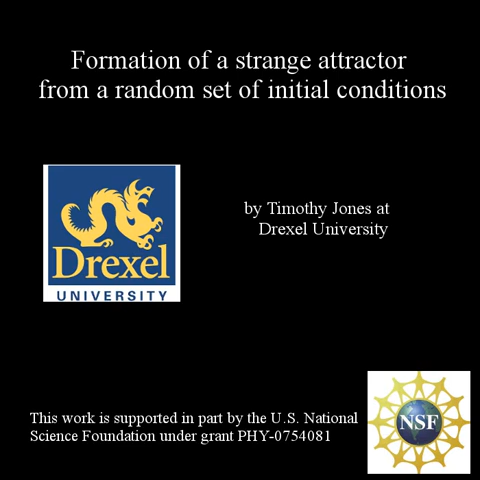 Formation of a strange attractor
from a random set of initial conditions
by Timothy Jones at
Drexel University
Drexel
UNIVERSITY
This work is supported in part by the U.S. National
Science Foundation under grant PHY-0754081
NSF